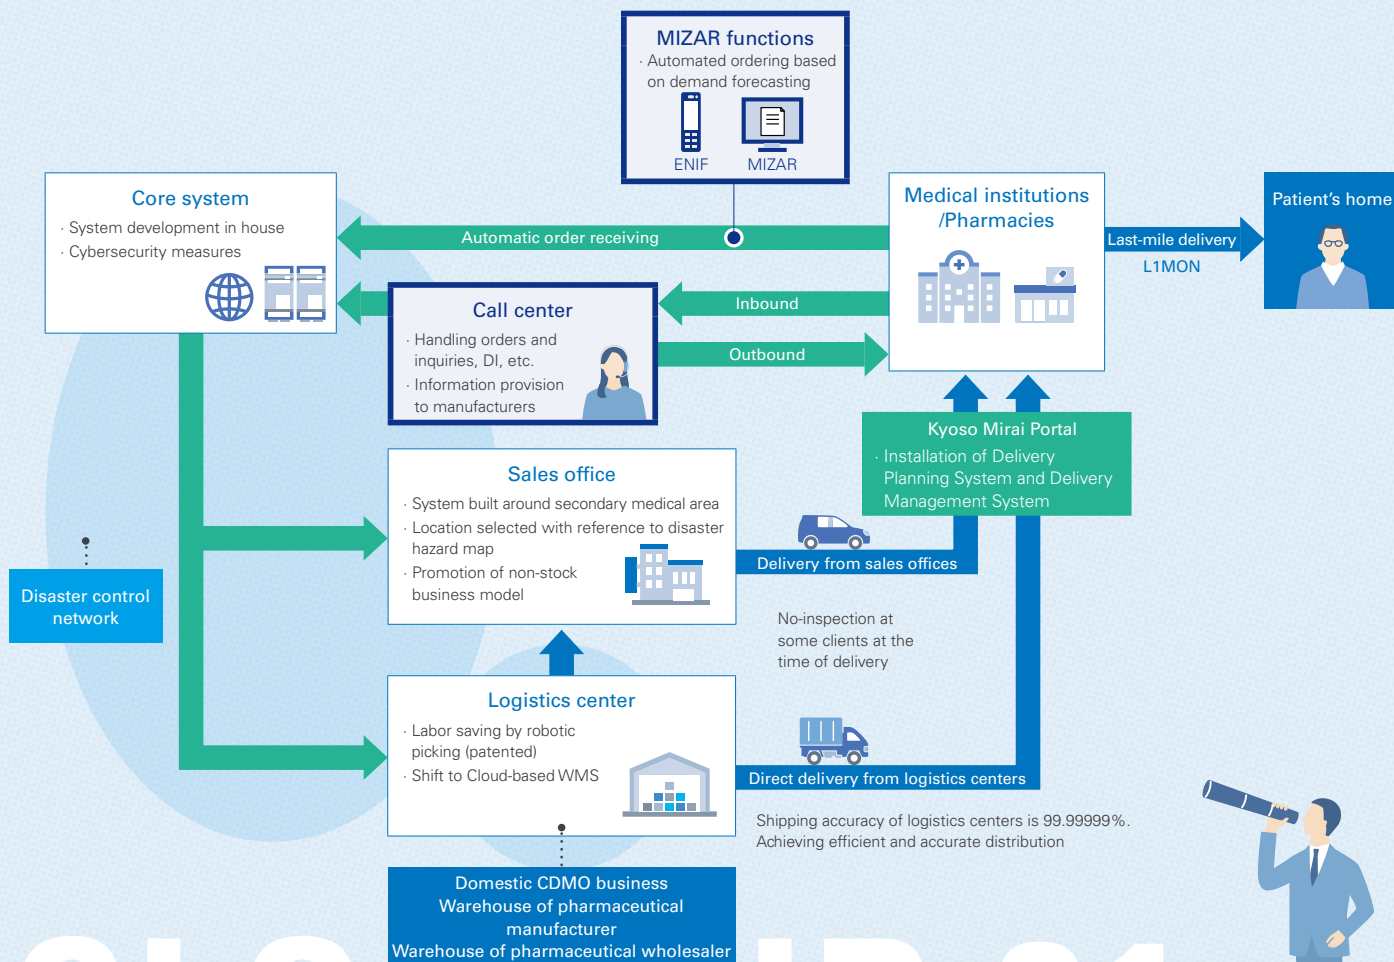 MIZAR functions
· Automated ordering based
on demand forecasting
ENIF
MIZAR
Core system
· System development in house
· Cybersecurity measures
Automatic order receiving
Medical institutions
/Pharmacies
Last-mile delivery
L1MON
Patient's home
Call center
· Handling orders and
inquiries, DI, etc.
· Information provision
to manufacturers
Inbound
Outbound
Kyoso Mirai Portal
· Installation of Delivery
Planning System and Delivery
Management System
Sales office
· System built around secondary medical area
· Location selected with reference to disaster
hazard map
· Promotion of non-stock
business model
Delivery from sales offices
Disaster control
network
No-inspection at
some clients at the
time of delivery
Logistics center
· Labor saving by robotic
picking (patented)
· Shift to Cloud-based WMS
Direct delivery from logistics centers
Shipping accuracy of logistics centers is 99.99999%.
Achieving efficient and accurate distribution
Domestic CDMO business
Warehouse of pharmaceutical
manufacturer
Warehouse of pharmaceutical wholesaler